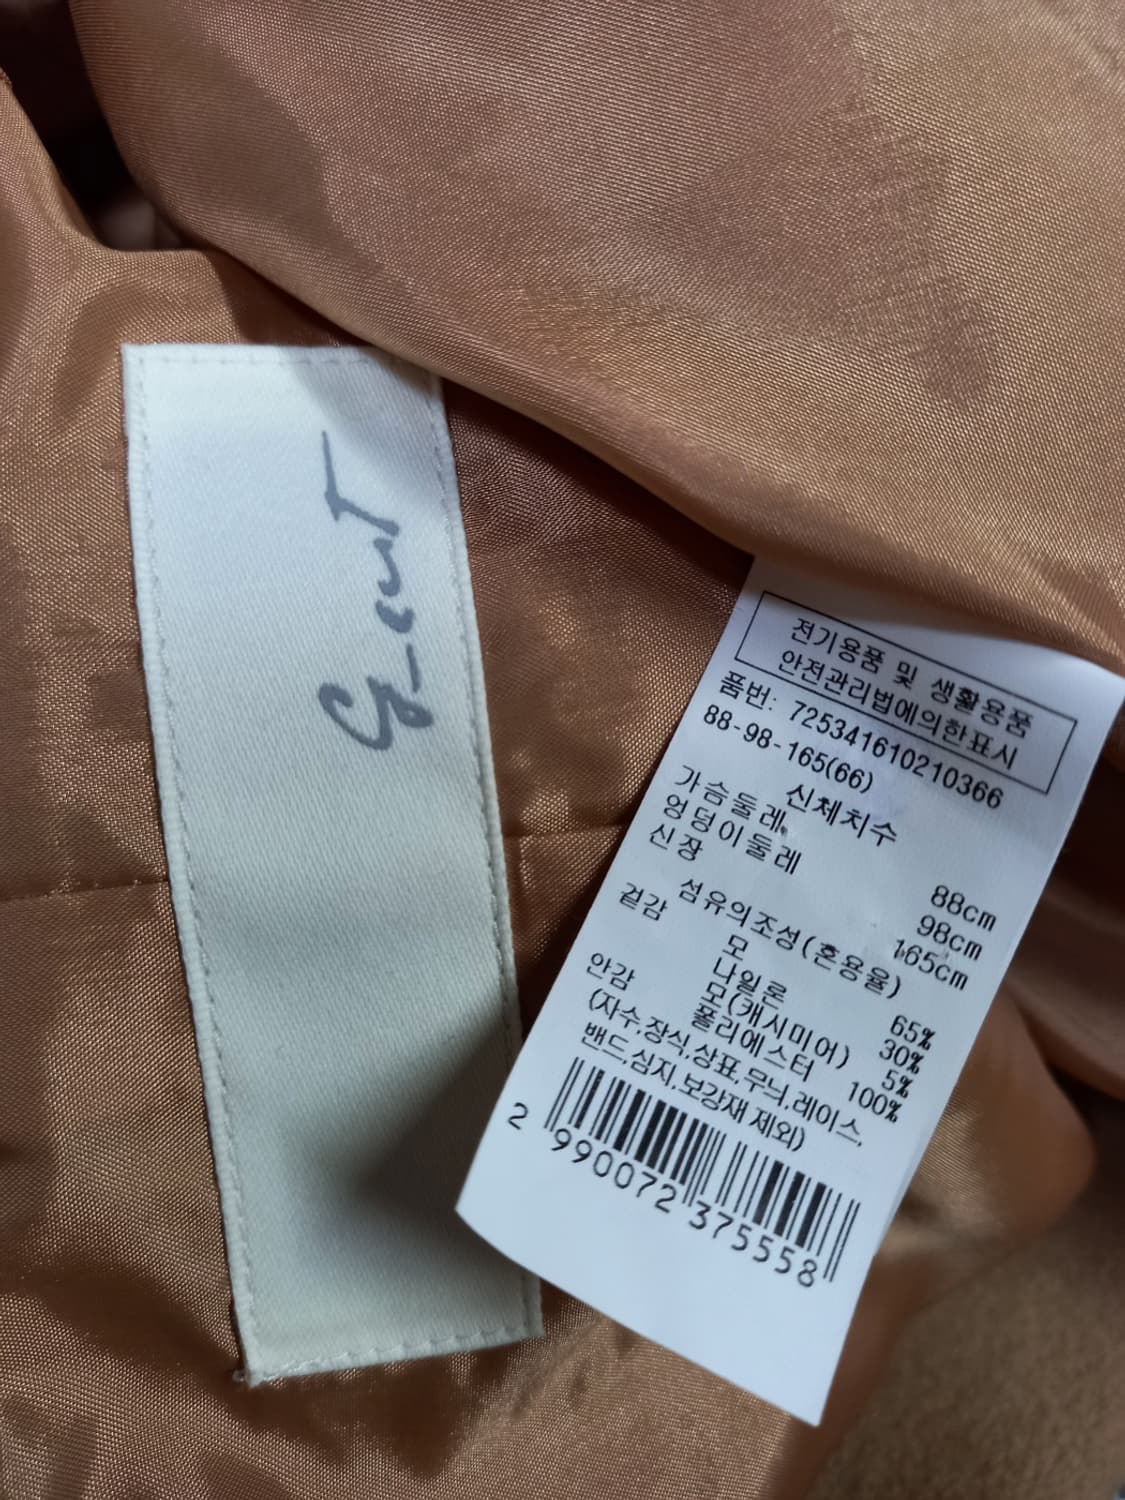 g-cut
전기용품 및 생활용품
안전관리법에의한표시
품번: 725341610210366
88-98-165(66)
신체치수
가슴둘레 88cm
엉덩이둘레 98cm
신장 165cm
섬유의조성(혼용율)
겉감 모 65%
나일론 30%
모(캐시미어) 5%
안감 폴리에스터 100%
(자수,장식,상표,무늬,레이스,
밴드,심지,보강재 제외)
2 990072 375558